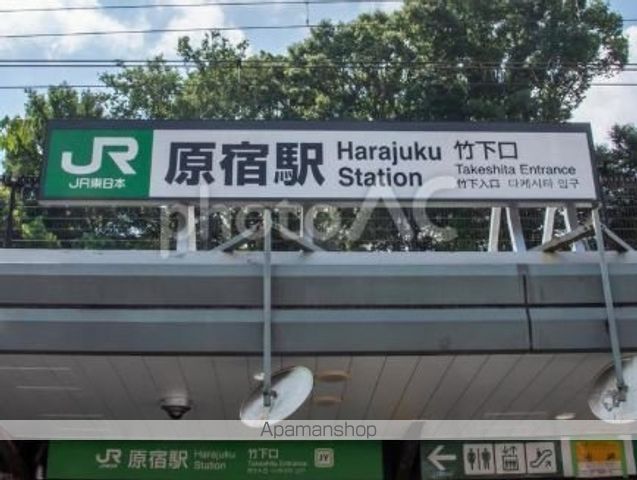 JR 原宿駅 Harajuku Station 竹下口
JR東日本 Takeshita Entrance
竹下入口 다케시타 입구
photoAC
Apamanshop
JR 原宿駅 Harajuku Station 竹下口 JY
Takeshita Entrance